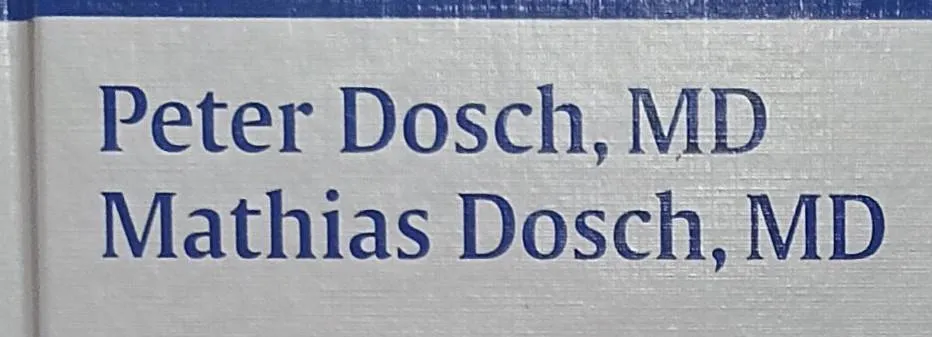 Peter Dosch, MD
Mathias Dosch, MD